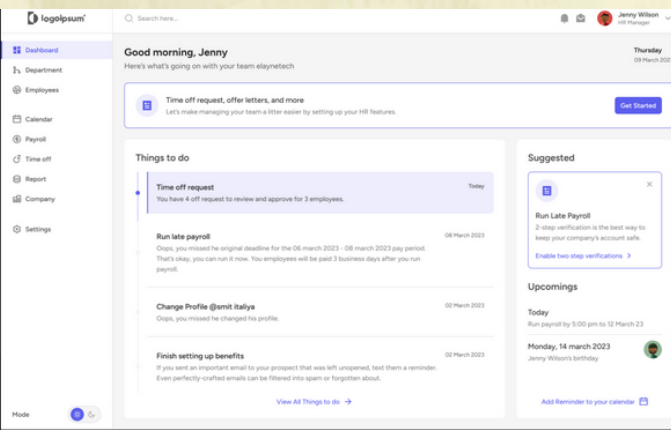 logoipsum
Search here...
Jenny Wilson
HR Manager
Dashboard
Department
Employees
Calendar
Payroll
Time off
Report
Company
Settings
Mode
Good morning, Jenny
Here's what's going on with your team elaynetech
Thursday
09 March 202
Time off request, offer letters, and more
Let's make managing your team a litter easier by setting up your HR features.
Get Started
Things to do
Time off request
Today
You have 4 off request to review and approve for 3 employees.
Run late payroll
08 March 2023
Oops, you missed he original deadline for the 06 march 2023 - 08 march 2023 pay period.
That's okay, you can run it now. You employees will be paid 3 business days after you run
payroll.
Change Profile @smit italiya
02 March 2023
Oops, you missed he changed his profile.
Finish setting up benefits
02 March 2023
If you sent an important email to your prospect that was left unopened, text them a reminder.
Even perfectly-crafted emails can be filtered into spam or forgotten about.
View All Things to do
Suggested
Run Late Payroll
2-step verification is the best way to
keep your company's account safe.
Enable two step verifications
Upcomings
Today
Run payroll by 5:00 pm to 12 March 23
Monday, 14 march 2023
Jenny Wilson's birthday
Add Reminder to your calendar